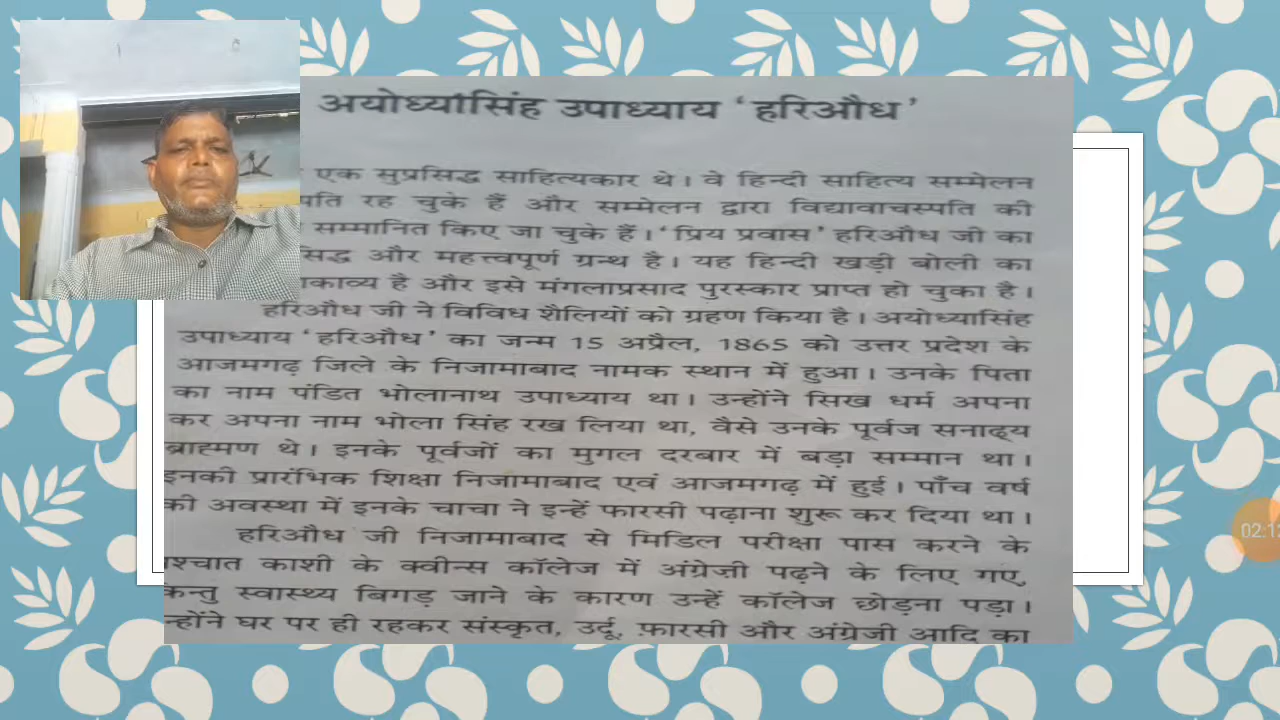 अयोध्यासिंह उपाध्याय ‘हरिऔध’
एक सुप्रसिद्ध साहित्यकार थे। वे हिन्दी साहित्य सम्मेलन
रह चुके हैं और सम्मेलन द्वारा विद्यावाचस्पति की
सम्मानित किए जा चुके हैं। ‘प्रिय प्रवास’ हरिऔध जी का
और महत्त्वपूर्ण ग्रन्थ है। यह हिन्दी खड़ी बोली का
है और इसे मंगलाप्रसाद पुरस्कार प्राप्त हो चुका है।
हरिऔध जी ने विविध शैलियों को ग्रहण किया है। अयोध्यासिंह
उपाध्याय ‘हरिऔध’ का जन्म 15 अप्रैल, 1865 को उत्तर प्रदेश के
आजमगढ़ जिले के निजामाबाद नामक स्थान में हुआ। उनके पिता
का नाम पंडित भोलानाथ उपाध्याय था। उन्होंने सिख धर्म अपना
कर अपना नाम भोला सिंह रख लिया था, वैसे उनके पूर्वज सनाढ्य
ब्राह्मण थे। इनके पूर्वजों का मुगल दरबार में बड़ा सम्मान था।
इनकी प्रारंभिक शिक्षा निजामाबाद एवं आजमगढ़ में हुई। पाँच वर्ष
की अवस्था में इनके चाचा ने इन्हें फारसी पढ़ाना शुरू कर दिया था।
हरिऔध जी निजामाबाद से मिडिल परीक्षा पास करने के
काशी के क्वीन्स कॉलेज में अंग्रेज़ी पढ़ने के लिए गए,
स्वास्थ्य बिगड़ जाने के कारण उन्हें कॉलेज छोड़ना पड़ा।
घर पर ही रहकर संस्कृत, उर्दू, फ़ारसी और अंग्रेजी आदि का